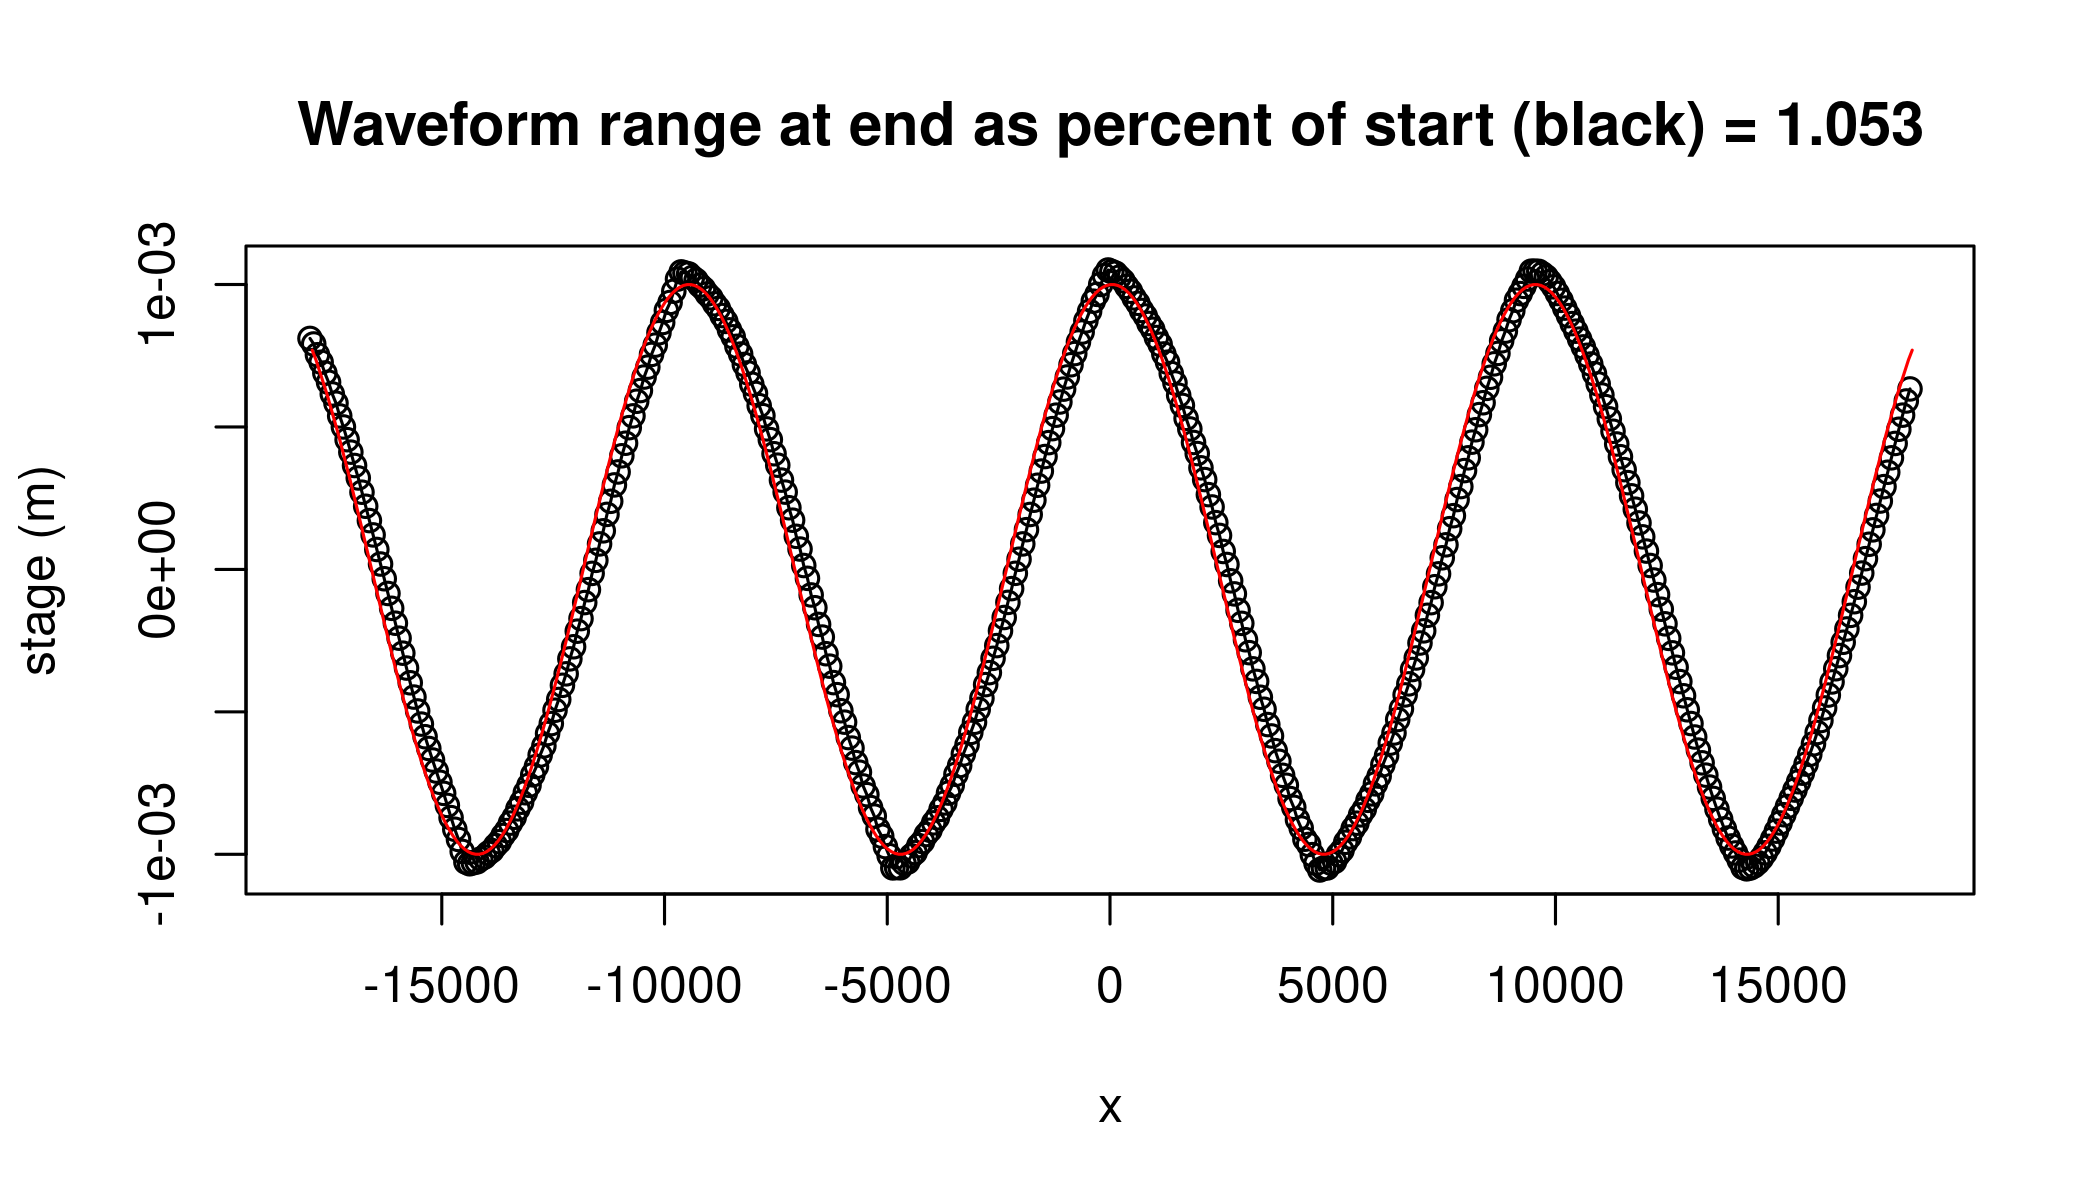 Waveform range at end as percent of start (black) = 1.053
stage (m)
1e-03
0e+00
-1e-03
-15000 -10000 -5000 0 5000 10000 15000
x